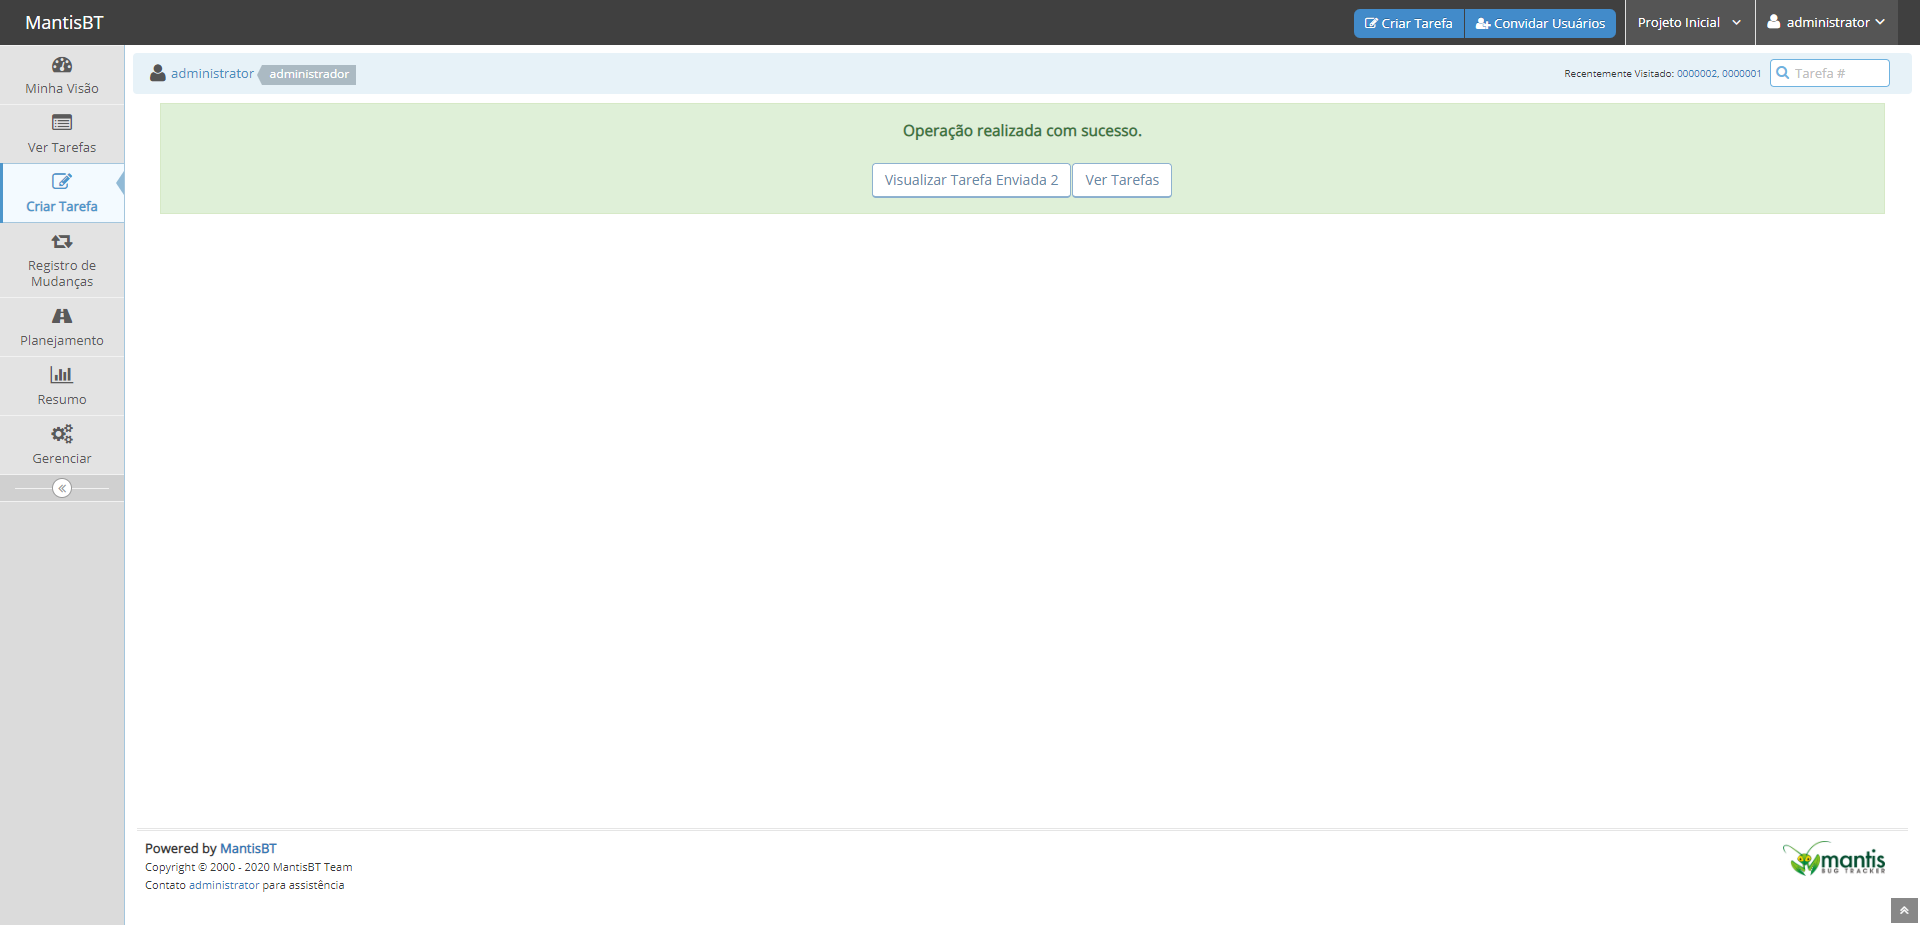 MantisBT
Criar Tarefa
Convidar Usuários
Projeto Inicial
administrator
Minha Visão
Ver Tarefas
Criar Tarefa
Registro de
Mudanças
Planejamento
Resumo
Gerenciar
administrator administrador
Recentemente Visitado: 0000002, 0000001
Tarefa #
Operação realizada com sucesso.
Visualizar Tarefa Enviada 2
Ver Tarefas
Powered by MantisBT
Copyright © 2000 - 2020 MantisBT Team
Contato administrator para assistência
mantis
BUG TRACKER